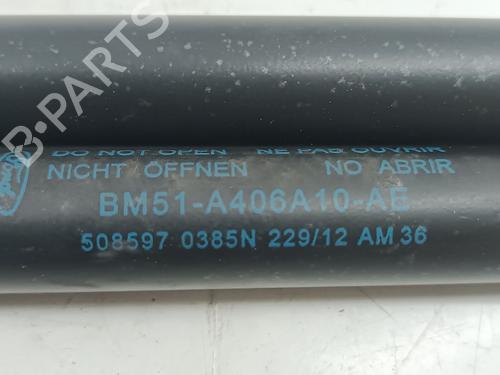 B-PARTS
Ford
DO NOT OPEN NE PAS OUVRIR
NICHT ÖFFNEN NO ABRIR
BM51-A406A10-AE
508597 0385N 229/12 AM 36